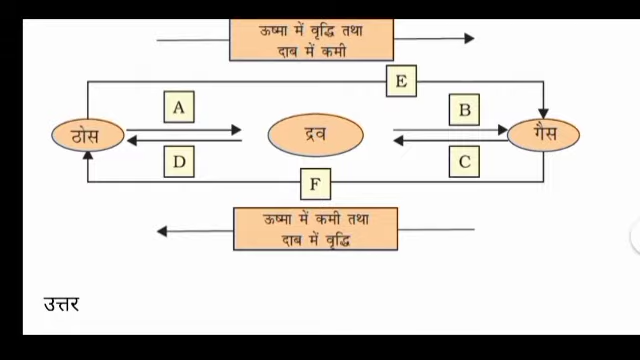 ऊष्मा में वृद्धि तथा
दाब में कमी
E
A
B
ठोस
द्रव
गैस
D
C
F
ऊष्मा में कमी तथा
दाब में वृद्धि
उत्तर